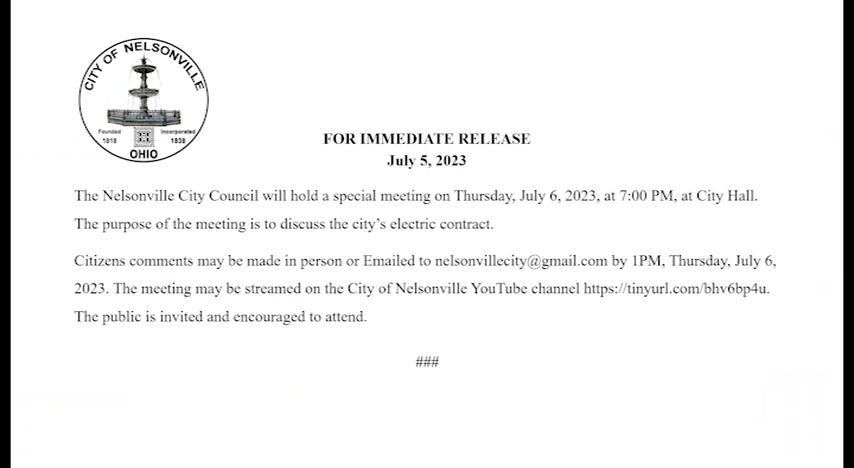 CITY OF NELSONVILLE
Founded
1818
Incorporated
1838
OHIO
FOR IMMEDIATE RELEASE
July 5, 2023
The Nelsonville City Council will hold a special meeting on Thursday, July 6, 2023, at 7:00 PM, at City Hall.
The purpose of the meeting is to discuss the city’s electric contract.
Citizens comments may be made in person or Emailed to nelsonvillecity@gmail.com by 1PM, Thursday, July 6,
2023. The meeting may be streamed on the City of Nelsonville YouTube channel https://tinyurl.com/bhv6bp4u.
The public is invited and encouraged to attend.
###